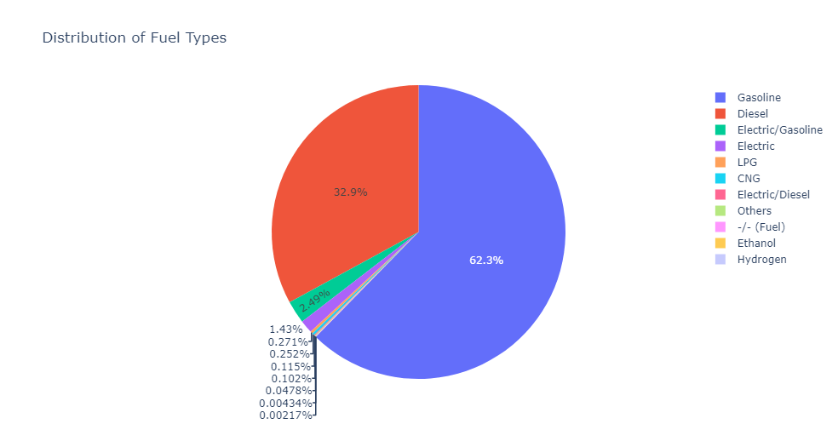 Distribution of Fuel Types
Gasoline
Diesel
Electric/Gasoline
Electric
LPG
CNG
Electric/Diesel
Others
-/- (Fuel)
Ethanol
Hydrogen
32.9%
62.3%
2.49%
1.43%
0.271%
0.252%
0.115%
0.102%
0.0478%
0.00434%
0.00217%